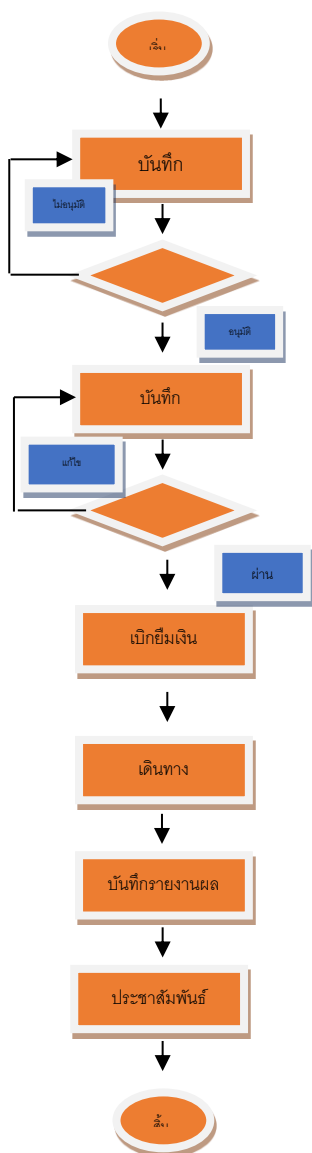 เริ่ม
บันทึก
ไม่อนุมัติ
อนุมัติ
บันทึก
แก้ไข
ผ่าน
เบิกยืมเงิน
เดินทาง
บันทึกรายงานผล
ประชาสัมพันธ์